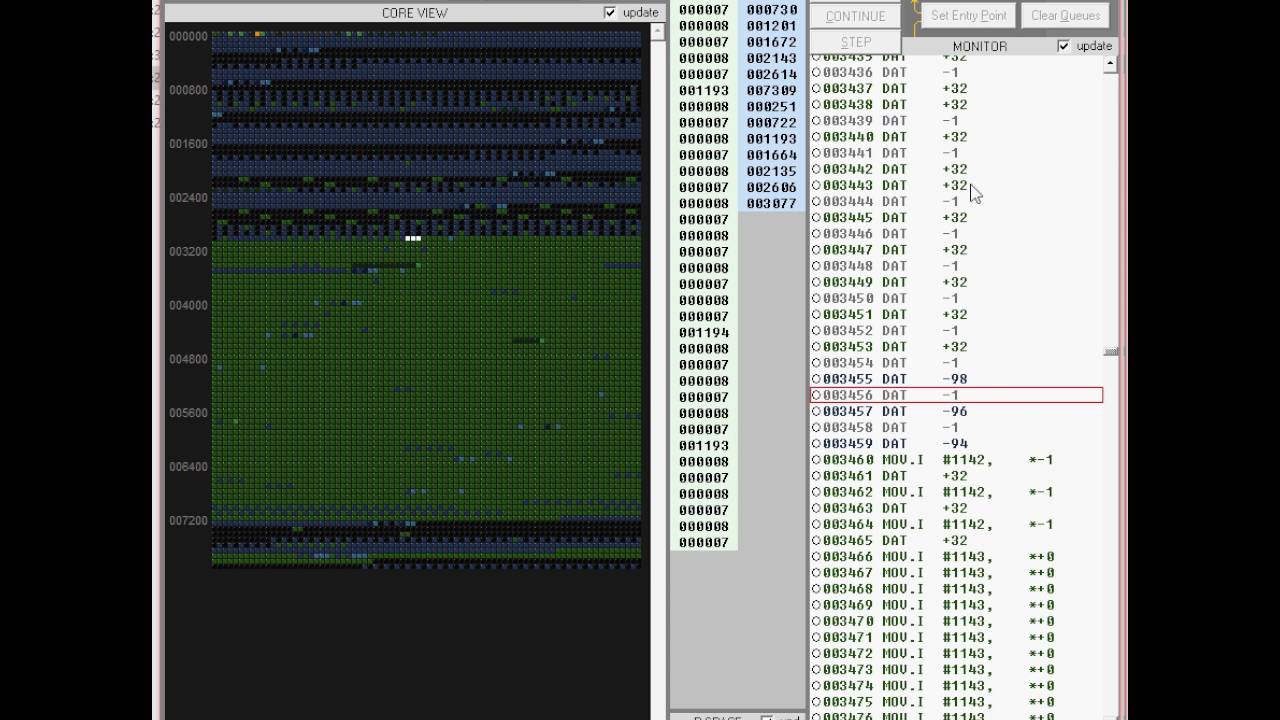 CORE VIEW
update
000000
000800
001600
002400
003200
004000
004800
005600
006400
007200
000007 000730
000008 001201
000007 001672
000008 002143
000007 002614
001193 007309
000008 000251
000007 000722
000008 001193
000007 001664
000008 002135
000007 002606
000008 003077
000007
000008
000007
000008
000007
000008
000007
001194
000008
000007
000008
000007
000008
000007
001193
000008
000007
000008
000007
000008
000007
CONTINUE
STEP
Set Entry Point
Clear Queues
MONITOR
update
003435 DAT +32
003436 DAT -1
003437 DAT +32
003438 DAT +32
003439 DAT -1
003440 DAT +32
003441 DAT -1
003442 DAT +32
003443 DAT +32
003444 DAT -1
003445 DAT +32
003446 DAT -1
003447 DAT +32
003448 DAT -1
003449 DAT +32
003450 DAT -1
003451 DAT +32
003452 DAT -1
003453 DAT +32
003454 DAT -1
003455 DAT -98
003456 DAT -1
003457 DAT -96
003458 DAT -1
003459 DAT -94
003460 MOV.I #1142, *-1
003461 DAT +32
003462 MOV.I #1142, *-1
003463 DAT +32
003464 MOV.I #1142, *-1
003465 DAT +32
003466 MOV.I #1143, *+0
003467 MOV.I #1143, *+0
003468 MOV.I #1143, *+0
003469 MOV.I #1143, *+0
003470 MOV.I #1143, *+0
003471 MOV.I #1143, *+0
003472 MOV.I #1143, *+0
003473 MOV.I #1143, *+0
003474 MOV.I #1143, *+0
003475 MOV.I #1143, *+0
003476 MOV.I #1143, *+0